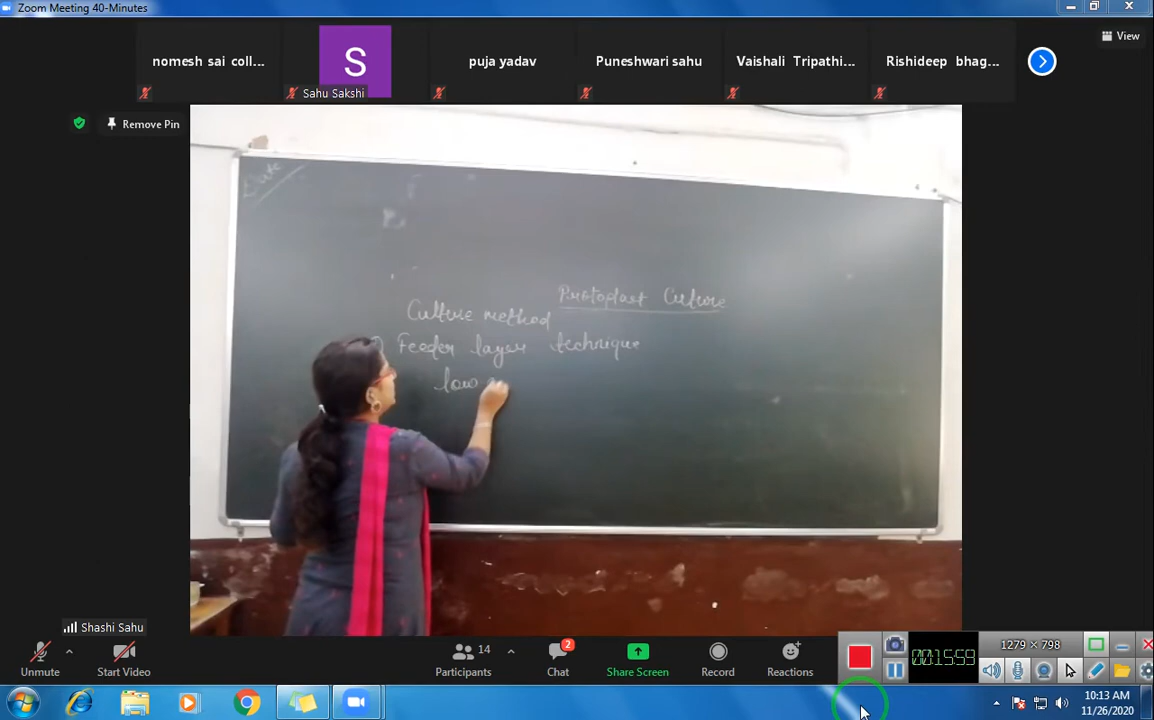 Zoom Meeting 40-Minutes
nomesh sai coll...
S
Sahu Sakshi
puja yadav
Puneshwari sahu
Vaishali Tripathi...
Rishideep bhag...
View
Remove Pin
Date
Protoplast Culture
Culture method
Feeder layer technique
low
Shashi Sahu
Unmute
Start Video
Participants
14
Chat
2
Share Screen
Record
Reactions
00:15:59
1279 × 798
10:13 AM
11/26/2020